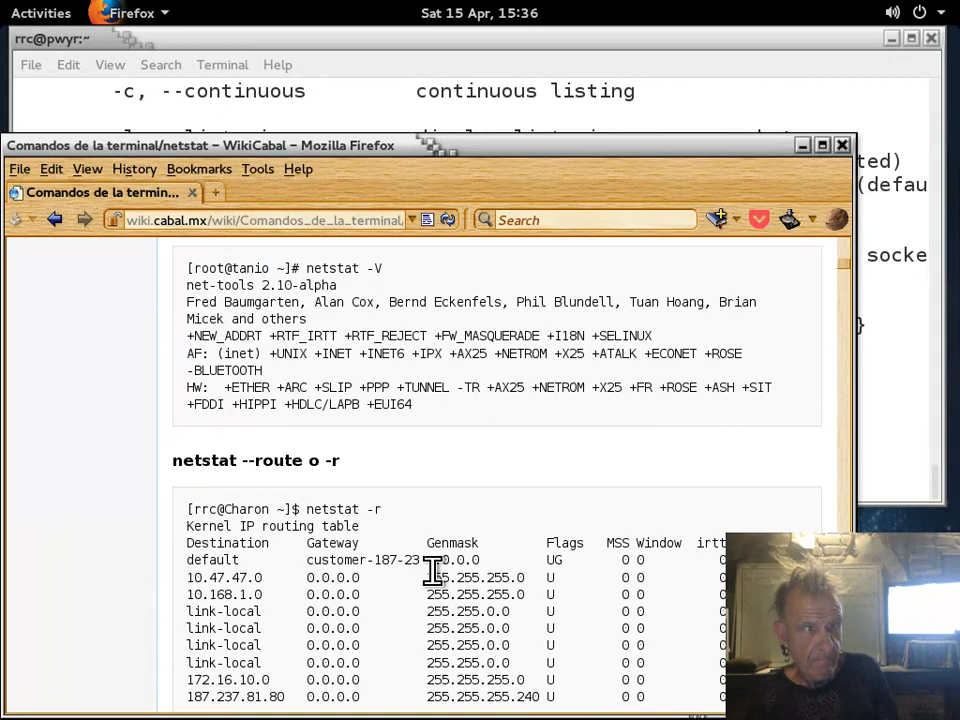 Activities Firefox Sat 15 Apr, 15:36
rrc@pwyr:~
File Edit View Search Terminal Help
-c, --continuous continuous listing
Comandos de la terminal/netstat – WikiCabal – Mozilla Firefox
ted)
File Edit View History Bookmarks Tools Help
(defau
Comandos de la termin...
wiki.cabal.mx/wiki/Comandos_de_la_terminal Search
socke
[root@tanio ~]# netstat -V
net-tools 2.10-alpha
Fred Baumgarten, Alan Cox, Bernd Eckenfels, Phil Blundell, Tuan Hoang, Brian
Micek and others
+NEW_ADDRT +RTF_IRTT +RTF_REJECT +FW_MASQUERADE +I18N +SELINUX
AF: (inet) +UNIX +INET +INET6 +IPX +AX25 +NETROM +X25 +ATALK +ECONET +ROSE
-BLUETOOTH
HW: +ETHER +ARC +SLIP +PPP +TUNNEL -TR +AX25 +NETROM +X25 +FR +ROSE +ASH +SIT
+FDDI +HIPPI +HDLC/LAPB +EUI64
netstat --route o -r
[rrc@Charon ~]$ netstat -r
Kernel IP routing table
Destination Gateway Genmask Flags MSS Window irtt
default customer-187-23 0.0.0 UG 0 0
10.47.47.0 0.0.0.0 255.255.255.0 U 0 0
10.168.1.0 0.0.0.0 255.255.255.0 U 0 0
link-local 0.0.0.0 255.255.0.0 U 0 0
link-local 0.0.0.0 255.255.0.0 U 0 0
link-local 0.0.0.0 255.255.0.0 U 0 0
link-local 0.0.0.0 255.255.0.0 U 0 0
172.16.10.0 0.0.0.0 255.255.255.0 U 0 0
187.237.81.80 0.0.0.0 255.255.255.240 U 0 0